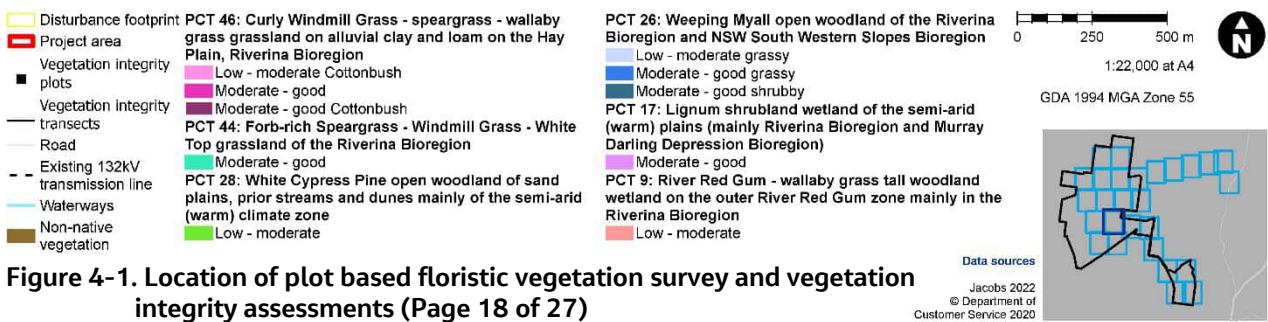 Disturbance footprint
Project area
Vegetation integrity
plots
Vegetation integrity
transects
Road
Existing 132kV
transmission line
Waterways
Non-native
vegetation
PCT 46: Curly Windmill Grass - speargrass - wallaby
grass grassland on alluvial clay and loam on the Hay
Plain, Riverina Bioregion
Low - moderate Cottonbush
Moderate - good
Moderate - good Cottonbush
PCT 44: Forb-rich Speargrass - Windmill Grass - White
Top grassland of the Riverina Bioregion
Moderate - good
PCT 28: White Cypress Pine open woodland of sand
plains, prior streams and dunes mainly of the semi-arid
(warm) climate zone
Low - moderate
PCT 26: Weeping Myall open woodland of the Riverina
Bioregion and NSW South Western Slopes Bioregion
Low - moderate grassy
Moderate - good grassy
Moderate - good shrubby
PCT 17: Lignum shrubland wetland of the semi-arid
(warm) plains (mainly Riverina Bioregion and Murray
Darling Depression Bioregion)
Moderate - good
PCT 9: River Red Gum - wallaby grass tall woodland
wetland on the outer River Red Gum zone mainly in the
Riverina Bioregion
Low - moderate
0 250 500 m
N
1:22,000 at A4
GDA 1994 MGA Zone 55
Data sources
Jacobs 2022
© Department of
Customer Service 2020
Figure 4-1. Location of plot based floristic vegetation survey and vegetation
integrity assessments (Page 18 of 27)